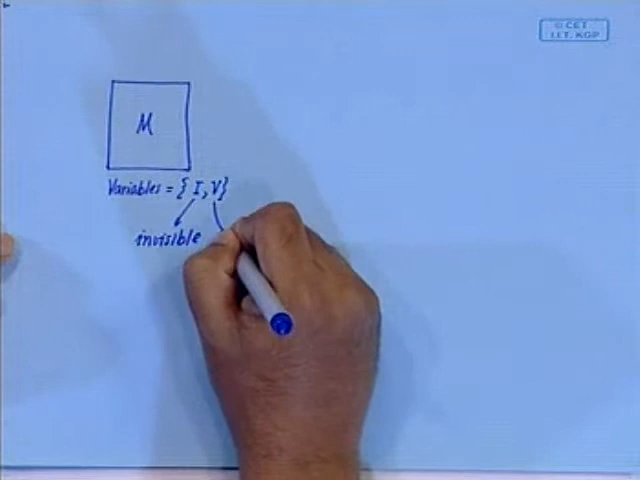 © CET
I.I.T. KGP
M
Variables = { I, V}
invisible